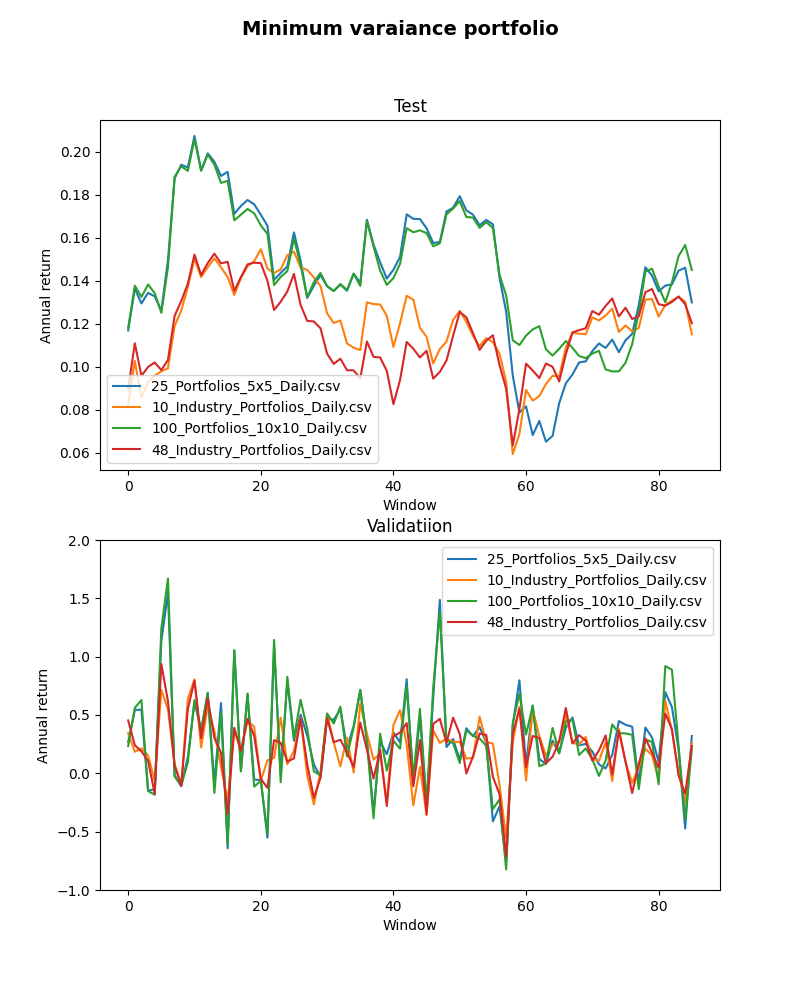 Minimum varaiance portfolio
Test
0.20
0.18
0.16
0.14
0.12
0.10
0.08
0.06
Annual return
25_Portfolios_5x5_Daily.csv
10_Industry_Portfolios_Daily.csv
100_Portfolios_10x10_Daily.csv
48_Industry_Portfolios_Daily.csv
0 20 40 60 80
Window
Validatiion
2.0
1.5
1.0
0.5
0.0
−0.5
−1.0
Annual return
25_Portfolios_5x5_Daily.csv
10_Industry_Portfolios_Daily.csv
100_Portfolios_10x10_Daily.csv
48_Industry_Portfolios_Daily.csv
0 20 40 60 80
Window